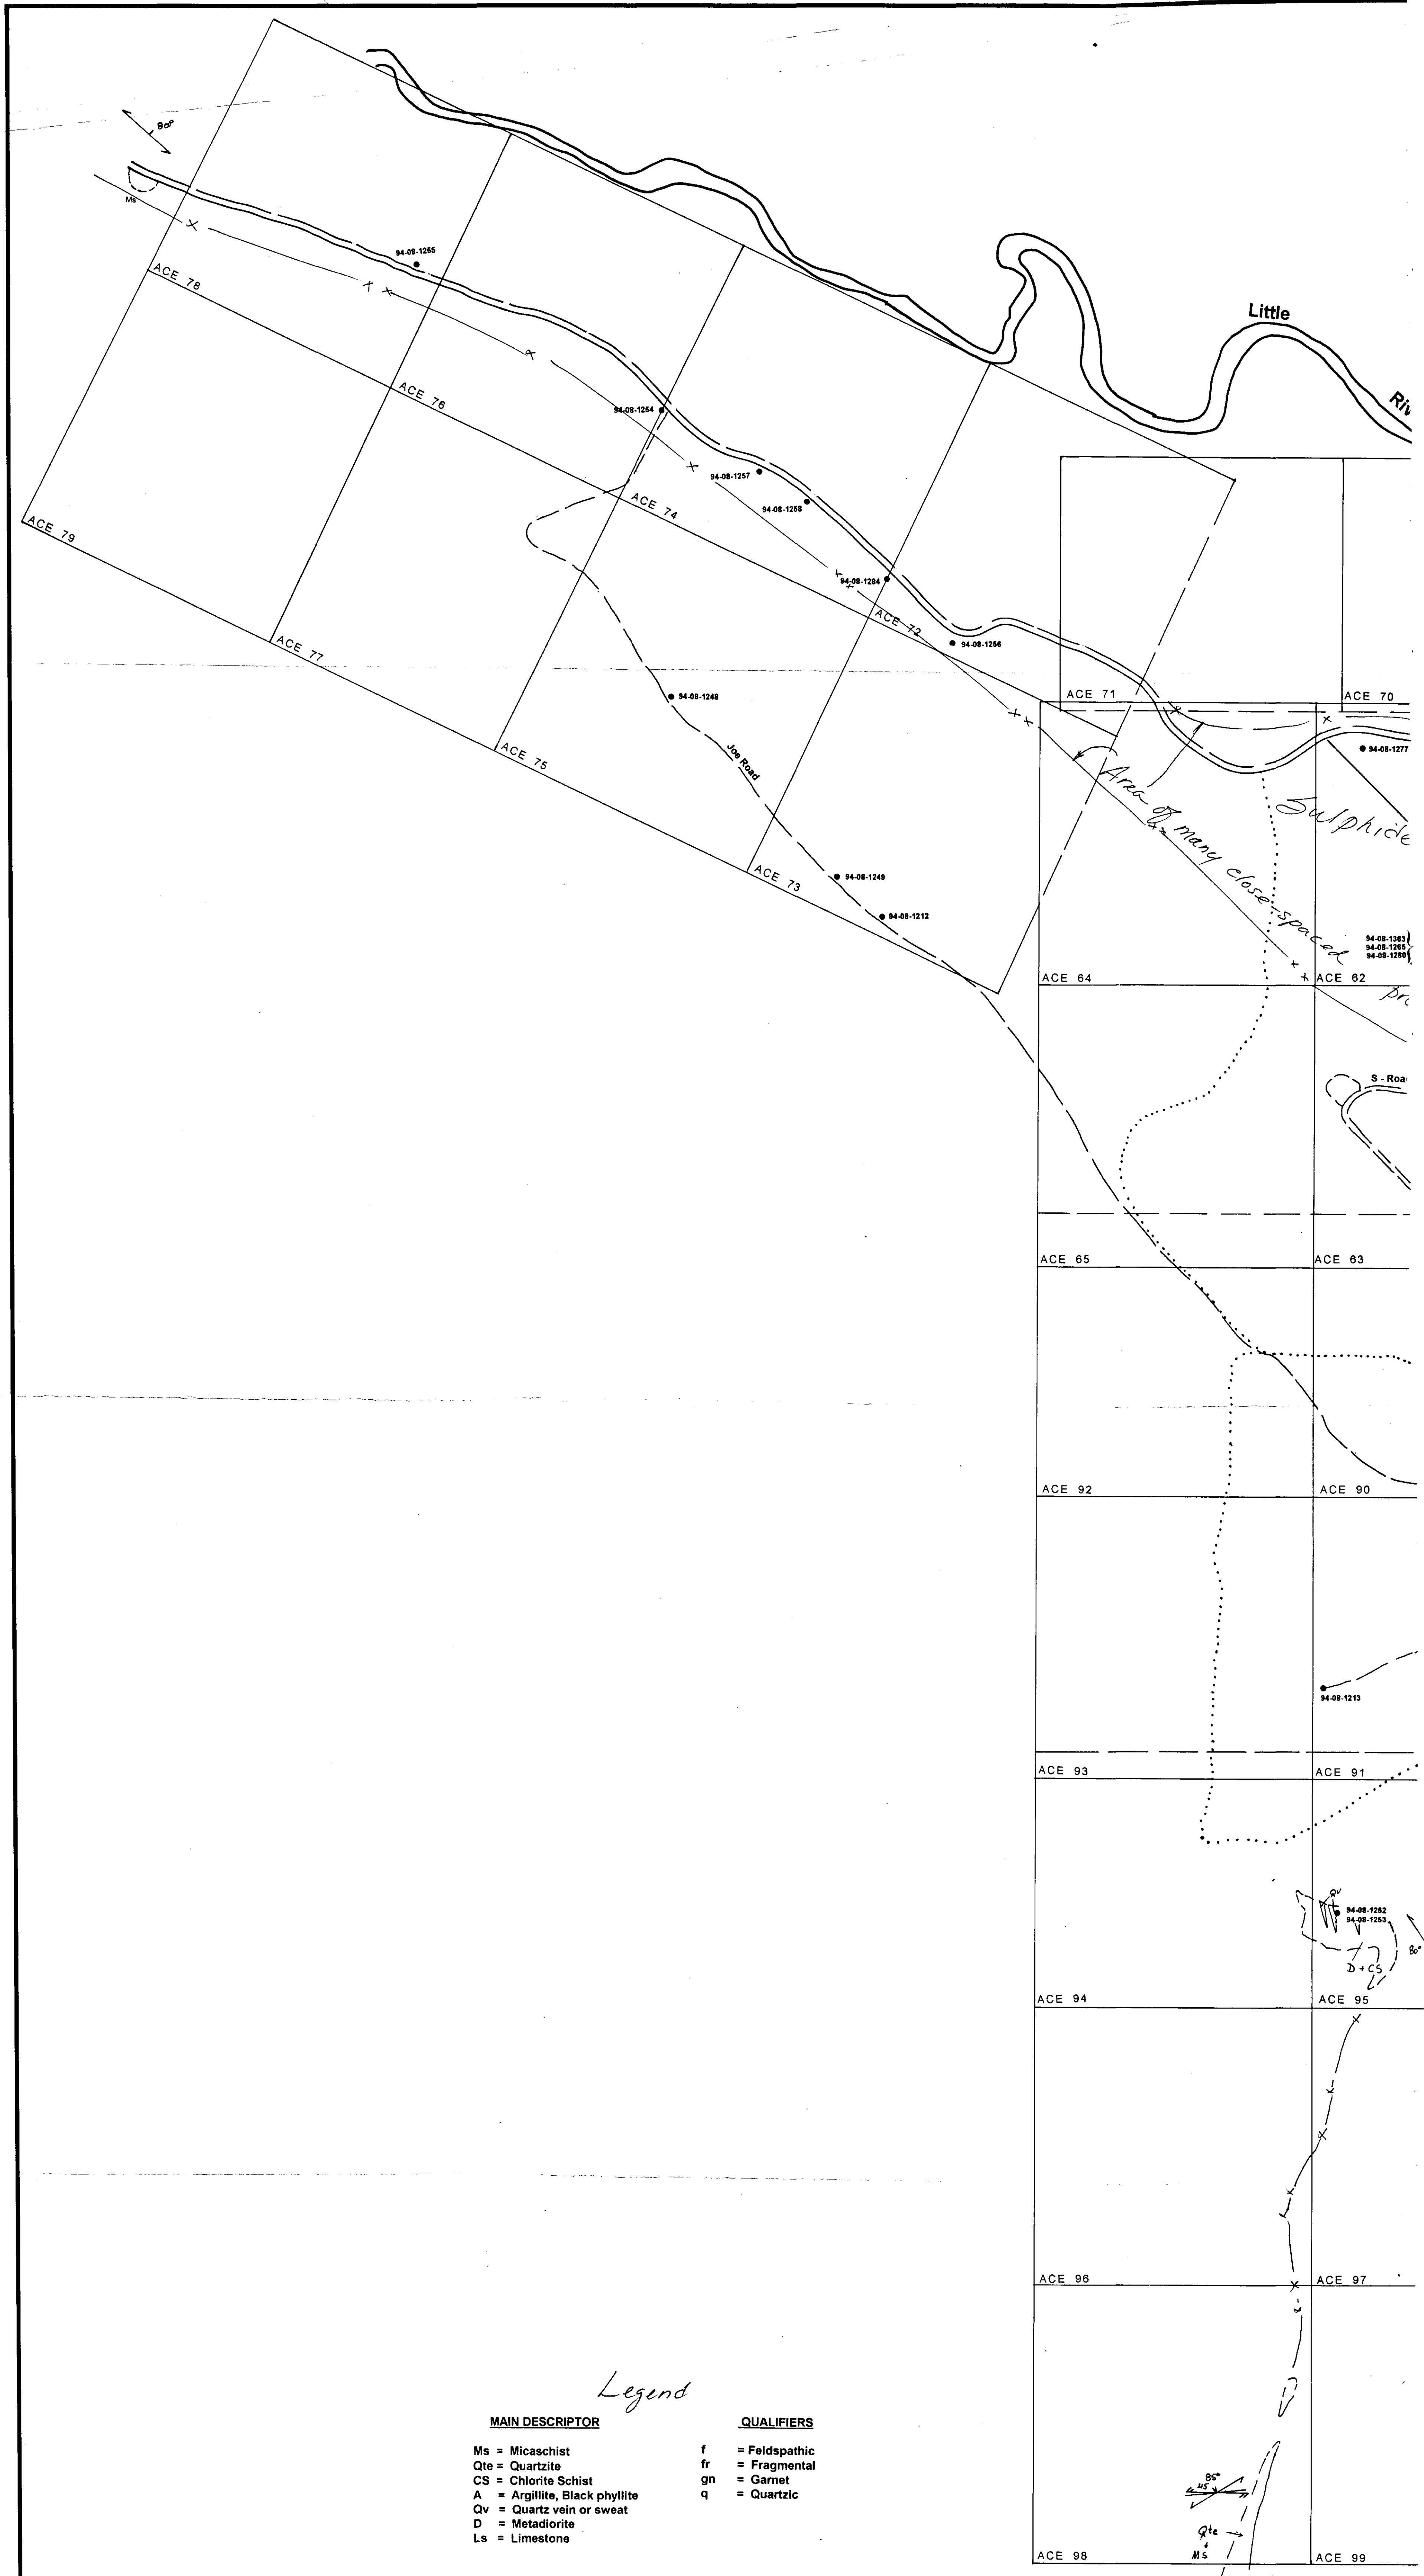 80°
Ms
94-08-1255
ACE 78
Little
ACE 76
94-08-1254
94-08-1257
94-08-1258
ACE 74
ACE 79
94-08-1284
ACE 72
94-08-1256
ACE 77
94-08-1248
ACE 71
ACE 70
Joe Road
ACE 75
94-08-1277
Area of many close-spaced
Sulphide
94-08-1249
ACE 73
94-08-1212
94-08-1363
94-08-1265
94-08-1280
ACE 64
ACE 62
S - Roa
ACE 65
ACE 63
ACE 92
ACE 90
94-08-1213
ACE 93
ACE 91
Qv
94-08-1252
94-08-1253
80°
D + CS
ACE 94
ACE 95
ACE 96
ACE 97
Legend
MAIN DESCRIPTOR
Ms = Micaschist
Qte = Quartzite
CS = Chlorite Schist
A = Argillite, Black phyllite
Qv = Quartz vein or sweat
D = Metadiorite
Ls = Limestone
QUALIFIERS
f = Feldspathic
fr = Fragmental
gn = Garnet
q = Quartzic
85°
45
Qte
Ms
ACE 98
ACE 99